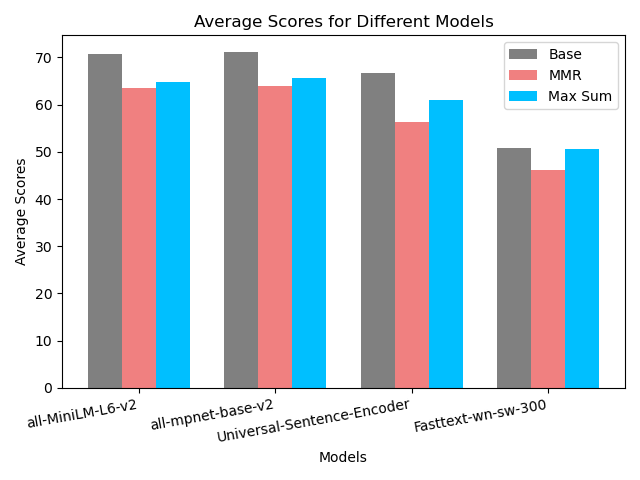 Average Scores for Different Models
Base
MMR
Max Sum
Average Scores
70
60
50
40
30
20
10
0
all-MiniLM-L6-v2
all-mpnet-base-v2
Universal-Sentence-Encoder
Fasttext-wn-sw-300
Models